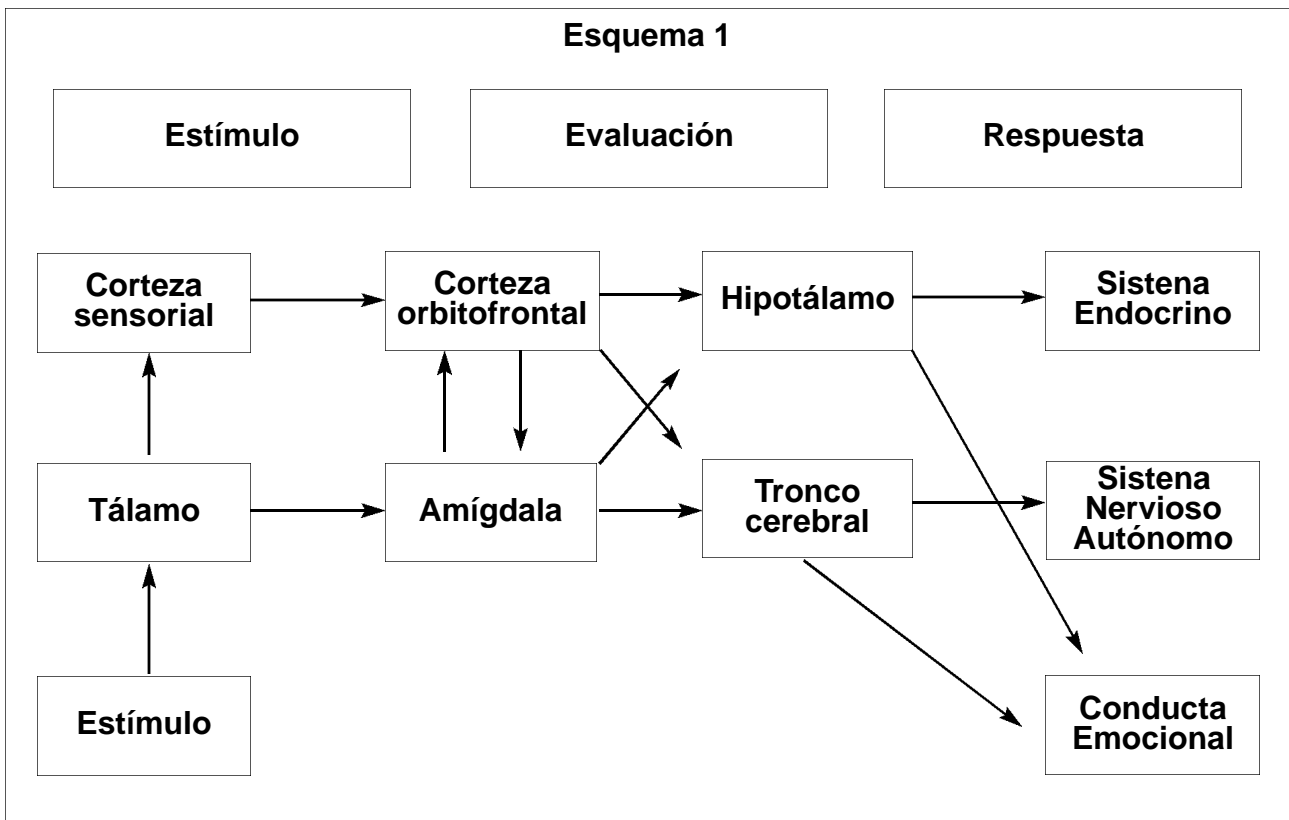 Esquema 1
Estímulo
Evaluación
Respuesta
Corteza
sensorial
Corteza
orbitofrontal
Hipotálamo
Sistena
Endocrino
Tálamo
Amígdala
Tronco
cerebral
Sistena
Nervioso
Autónomo
Estímulo
Conducta
Emocional